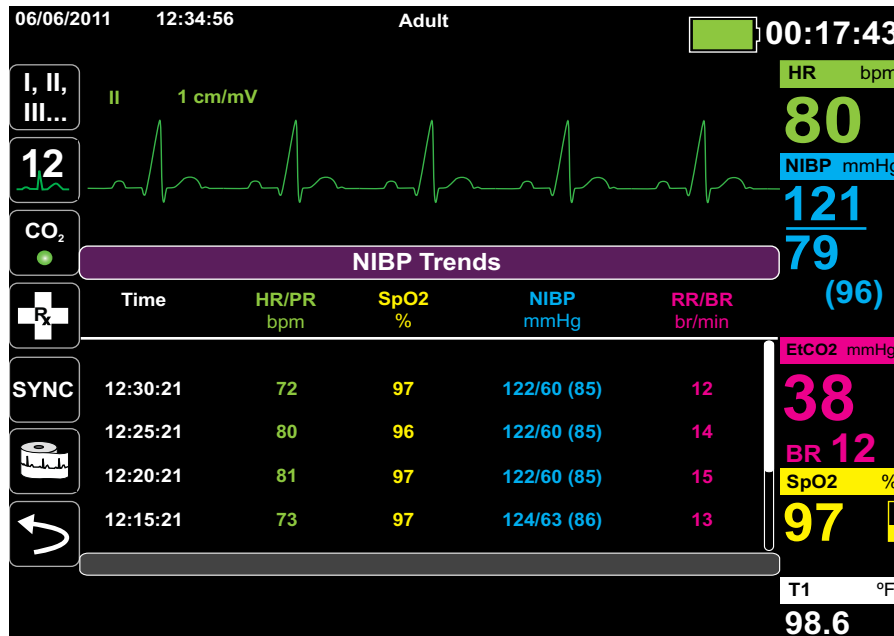 06/06/2011 12:34:56 Adult 00:17:43
I, II,
III...
II 1 cm/mV
HR bpm
80
12
NIBP mmHg
121
79
(96)
CO2
NIBP Trends
Time HR/PR SpO2 NIBP RR/BR
bpm % mmHg br/min
Rx
EtCO2 mmHg
38
BR 12
SYNC
12:30:21 72 97 122/60 (85) 12
12:25:21 80 96 122/60 (85) 14
12:20:21 81 97 122/60 (85) 15
12:15:21 73 97 124/63 (86) 13
SpO2 %
97
T1 ºF
98.6